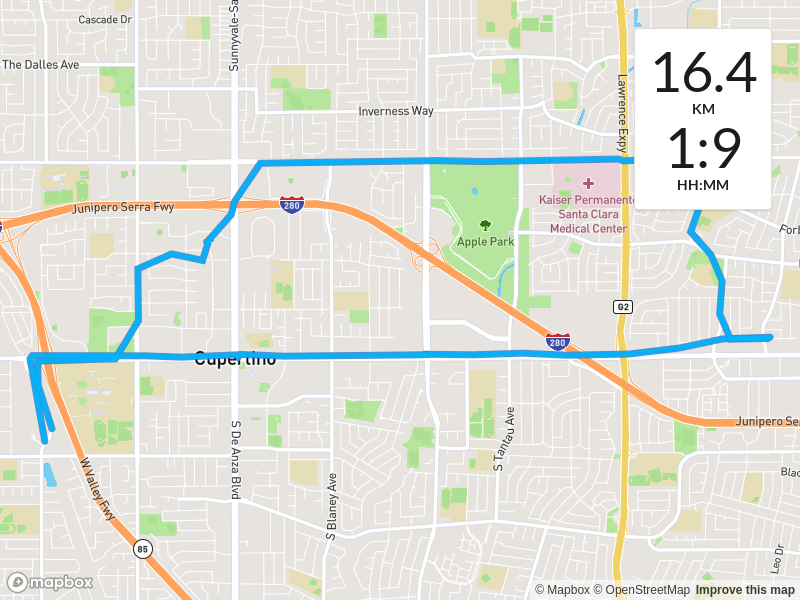 Cascade Dr
Sunnyvale-Sa
The Dalles Ave
Inverness Way
Lawrence Expy
16.4
KM
1:9
HH:MM
Kaiser Permanente
Santa Clara
Medical Center
Junipero Serra Fwy
280
Apple Park
Forb
G2
280
Cupertino
S De Anza Blvd
S Blaney Ave
S Tantau Ave
Junipero Se
W Valley Fwy
Blac
85
Leo Dr
mapbox
© Mapbox © OpenStreetMap Improve this map